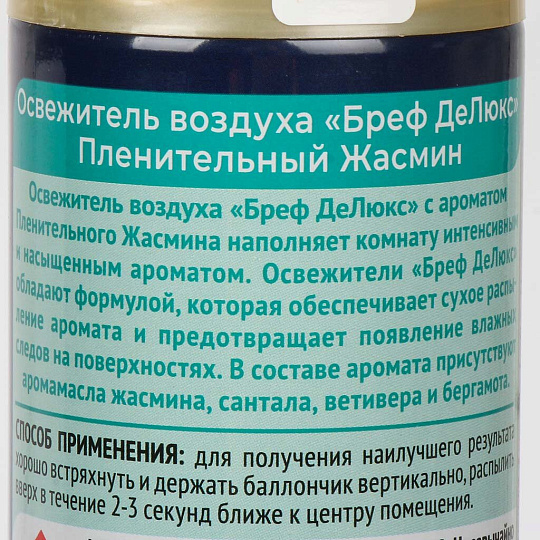 Освежитель воздуха «Бреф ДеЛюкс»
Пленительный Жасмин
Освежитель воздуха «Бреф ДеЛюкс» с ароматом
Пленительного Жасмина наполняет комнату интенсивным
и насыщенным ароматом. Освежители «Бреф ДеЛюкс»
обладают формулой, которая обеспечивает сухое распы-
ление аромата и предотвращает появление влажных
следов на поверхностях. В составе аромата присутствуют
аромамасла жасмина, сантала, ветивера и бергамота.
СПОСОБ ПРИМЕНЕНИЯ: для получения наилучшего результата
хорошо встряхнуть и держать баллончик вертикально, распылить
вверх в течение 2-3 секунд ближе к центру помещения.